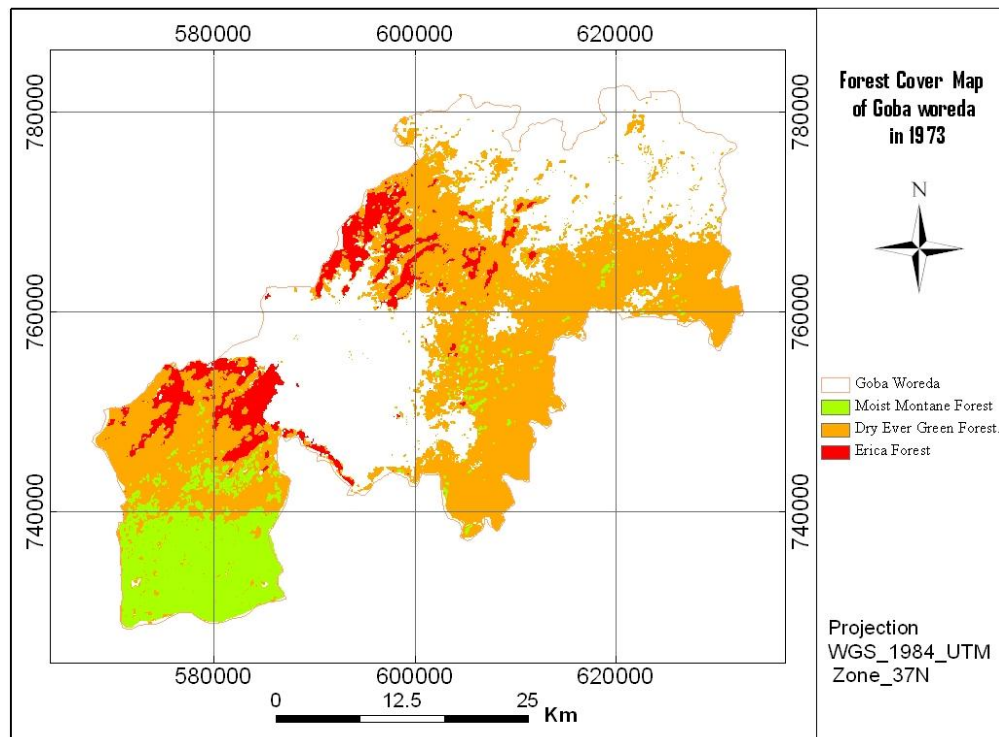 580000 600000 620000
780000 780000
760000 760000
740000 740000
580000 600000 620000
0 12.5 25
Km
Forest Cover Map
of Goba woreda
in 1973
N
Goba Woreda
Moist Montane Forest
Dry Ever Green Forest.
Erica Forest
Projection
WGS_1984_UTM
Zone_37N